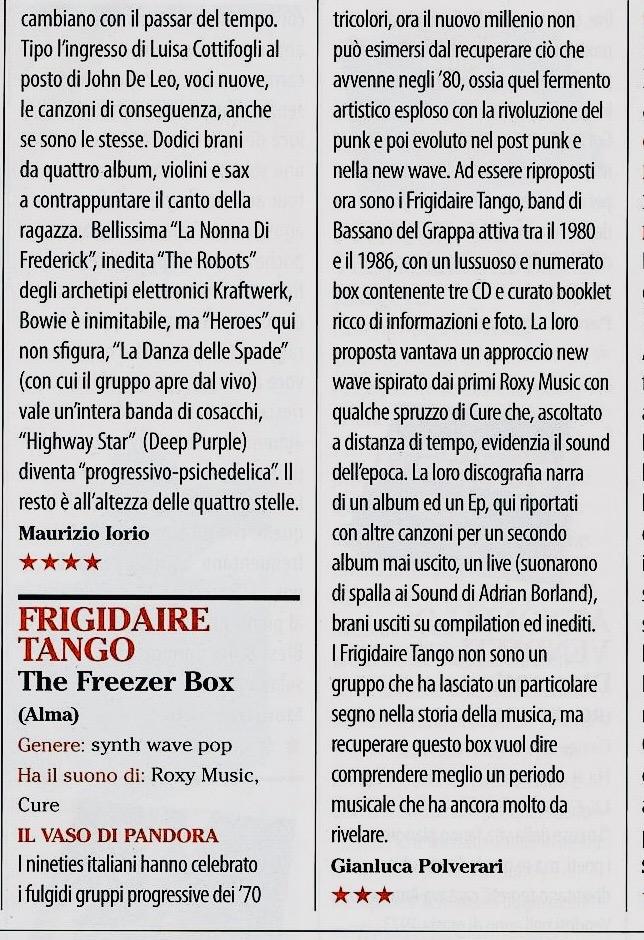 cambiano con il passar del tempo.
Tipo l'ingresso di Luisa Cottifogli al
posto di John De Leo, voci nuove,
le canzoni di conseguenza, anche
se sono le stesse. Dodici brani
da quattro album, violini e sax
a contrappuntare il canto della
ragazza. Bellissima “La Nonna Di
Frederick”, inedita “The Robots”
degli archetipi elettronici Kraftwerk,
Bowie è inimitabile, ma “Heroes” qui
non sfigura, “La Danza delle Spade”
(con cui il gruppo apre dal vivo)
vale un'intera banda di cosacchi,
“Highway Star” (Deep Purple)
diventa “progressivo-psichedelica”. Il
resto è all'altezza delle quattro stelle.
Maurizio Iorio
★★★★
FRIGIDAIRE
TANGO
The Freezer Box
(Alma)
Genere: synth wave pop
Ha il suono di: Roxy Music,
Cure
IL VASO DI PANDORA
I nineties italiani hanno celebrato
i fulgidi gruppi progressive dei '70
tricolori, ora il nuovo millenio non
può esimersi dal recuperare ciò che
avvenne negli '80, ossia quel fermento
artistico esploso con la rivoluzione del
punk e poi evoluto nel post punk e
nella new wave. Ad essere riproposti
ora sono i Frigidaire Tango, band di
Bassano del Grappa attiva tra il 1980
e il 1986, con un lussuoso e numerato
box contenente tre CD e curato booklet
ricco di informazioni e foto. La loro
proposta vantava un approccio new
wave ispirato dai primi Roxy Music con
qualche spruzzo di Cure che, ascoltato
a distanza di tempo, evidenzia il sound
dell'epoca. La loro discografia narra
di un album ed un Ep, qui riportati
con altre canzoni per un secondo
album mai uscito, un live (suonarono
di spalla ai Sound di Adrian Borland),
brani usciti su compilation ed inediti.
I Frigidaire Tango non sono un
gruppo che ha lasciato un particolare
segno nella storia della musica, ma
recuperare questo box vuol dire
comprendere meglio un periodo
musicale che ha ancora molto da
rivelare.
Gianluca Polverari
★★★